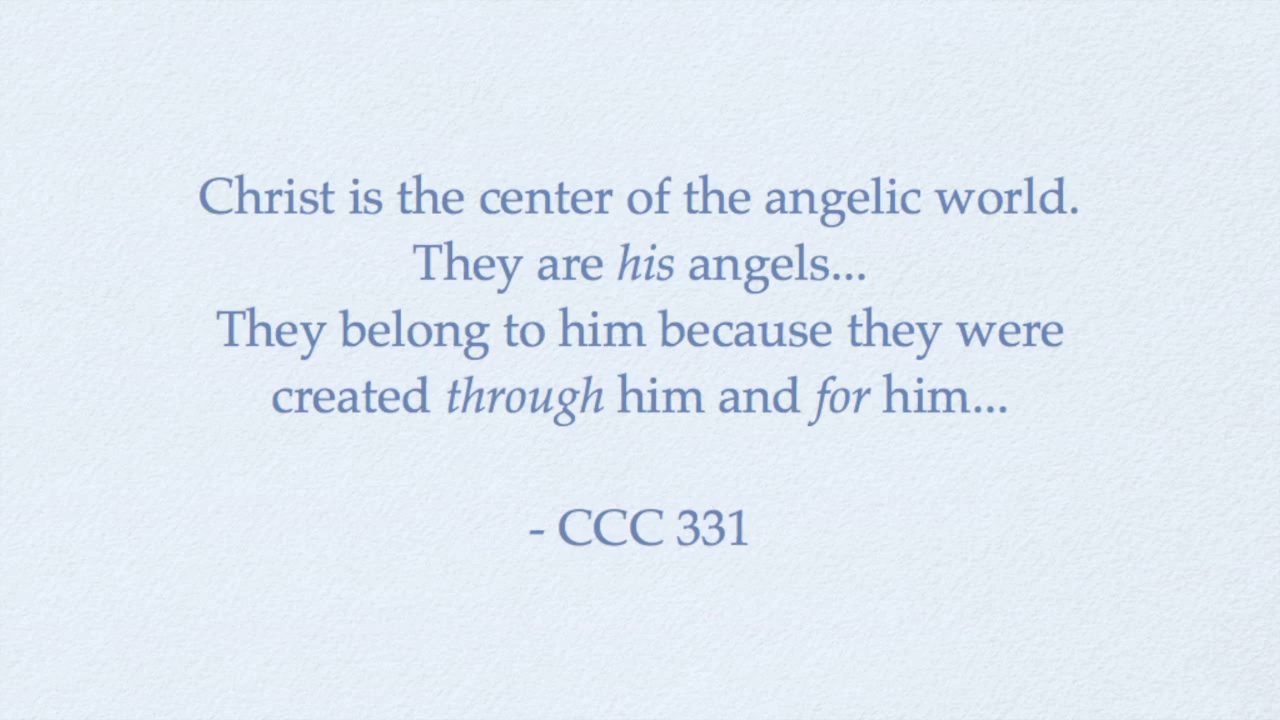 Christ is the center of the angelic world.
They are his angels...
They belong to him because they were
created through him and for him...
- CCC 331